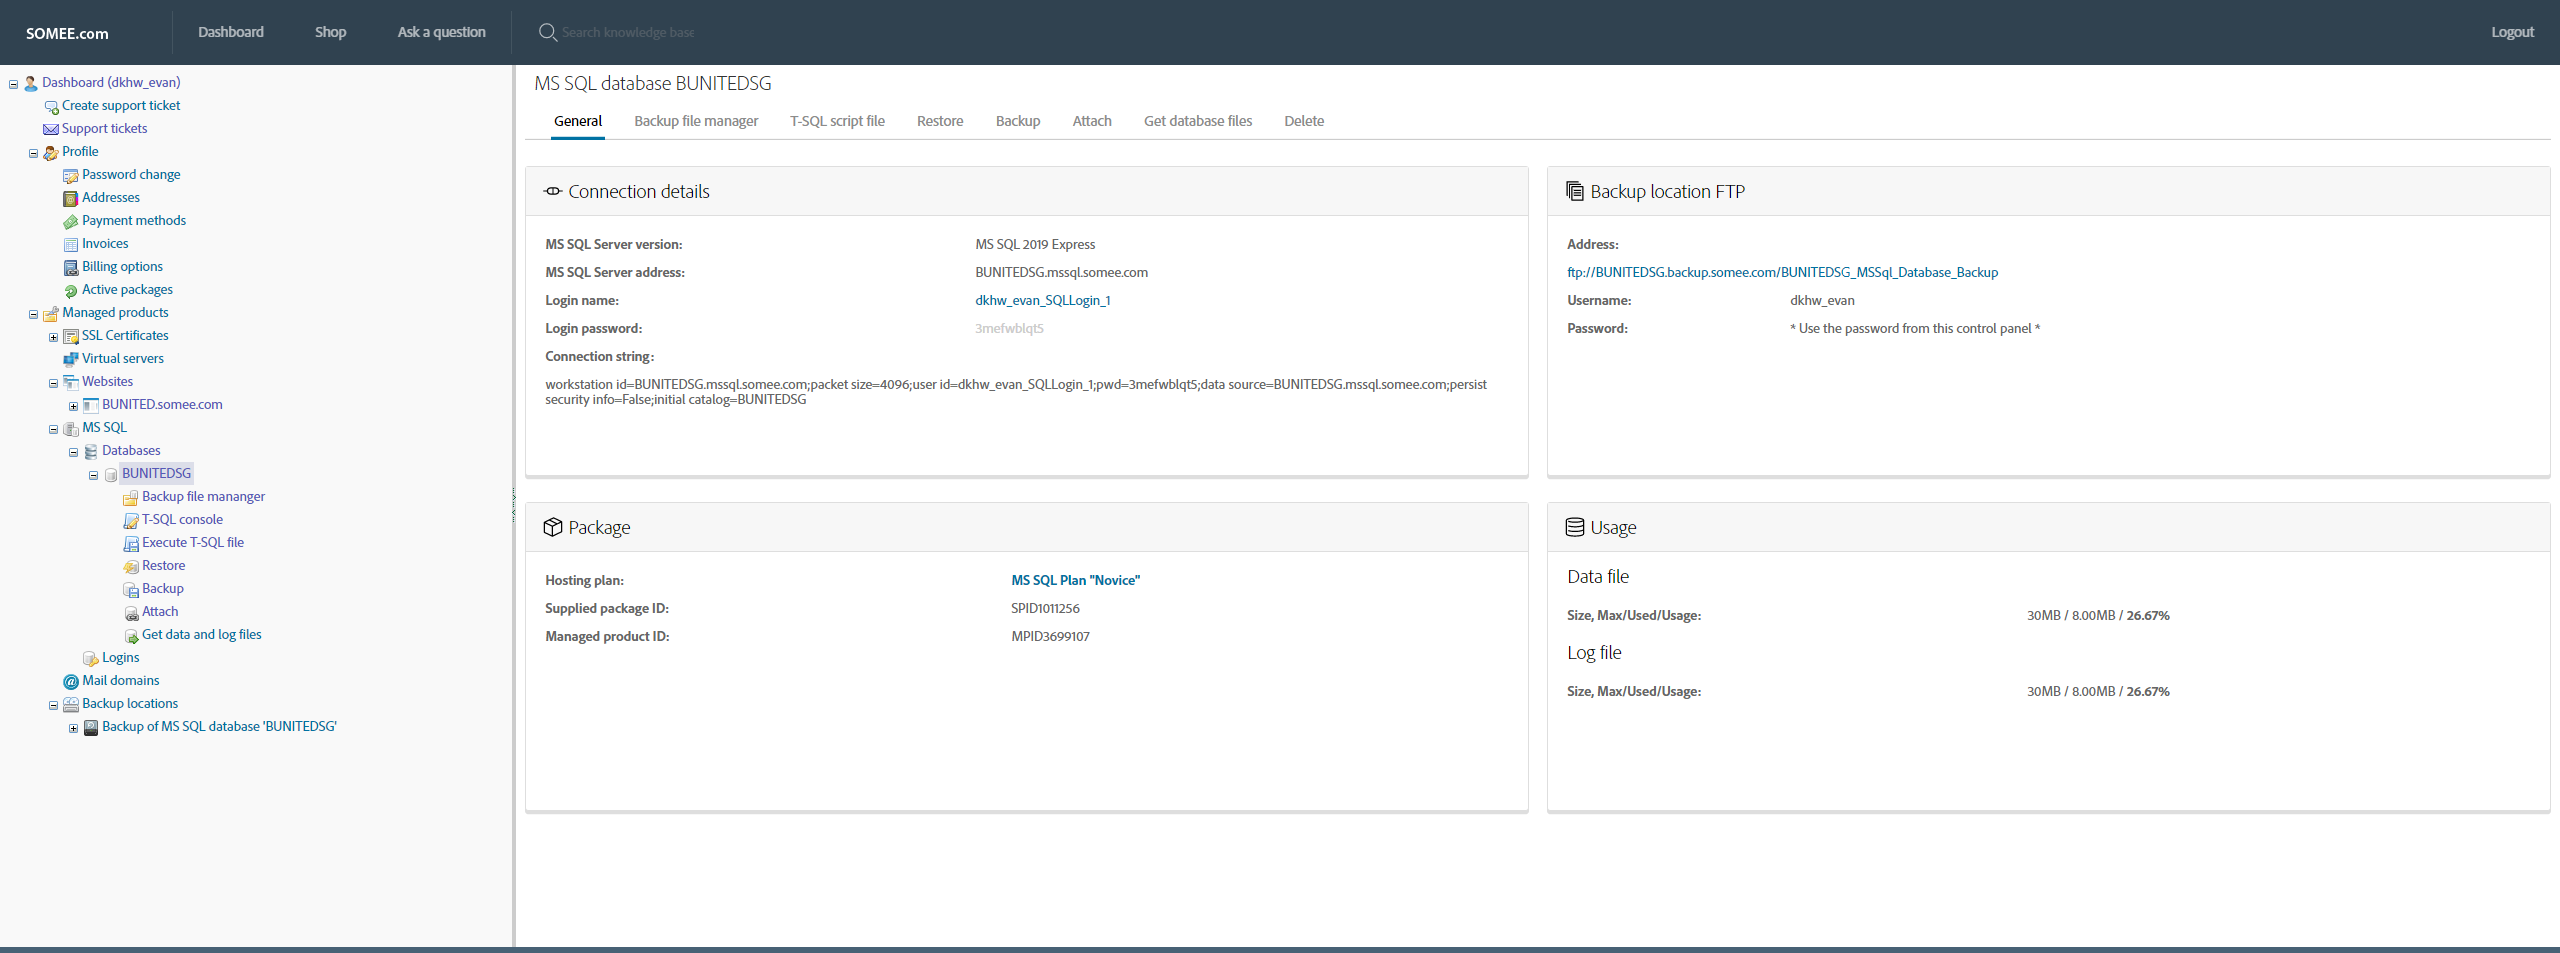 SOMEE.com
Dashboard
Shop
Ask a question
Search knowledge base
Logout
Dashboard (dkhw_evan)
Create support ticket
Support tickets
Profile
Password change
Addresses
Payment methods
Invoices
Billing options
Active packages
Managed products
SSL Certificates
Virtual servers
Websites
BUNITED.somee.com
MS SQL
Databases
BUNITEDSG
Backup file mananger
T-SQL console
Execute T-SQL file
Restore
Backup
Attach
Get data and log files
Logins
Mail domains
Backup locations
Backup of MS SQL database 'BUNITEDSG'
MS SQL database BUNITEDSG
General
Backup file manager
T-SQL script file
Restore
Backup
Attach
Get database files
Delete
Connection details
MS SQL Server version: MS SQL 2019 Express
MS SQL Server address: BUNITEDSG.mssql.somee.com
Login name: dkhw_evan_SQLLogin_1
Login password: 3mefwblqt5
Connection string:
workstation id=BUNITEDSG.mssql.somee.com;packet size=4096;user id=dkhw_evan_SQLLogin_1;pwd=3mefwblqt5;data source=BUNITEDSG.mssql.somee.com;persist
security info=False;initial catalog=BUNITEDSG
Backup location FTP
Address:
ftp://BUNITEDSG.backup.somee.com/BUNITEDSG_MSSql_Database_Backup
Username: dkhw_evan
Password: * Use the password from this control panel *
Package
Hosting plan: MS SQL Plan "Novice"
Supplied package ID: SPID1011256
Managed product ID: MPID3699107
Usage
Data file
Size, Max/Used/Usage: 30MB / 8.00MB / 26.67%
Log file
Size, Max/Used/Usage: 30MB / 8.00MB / 26.67%